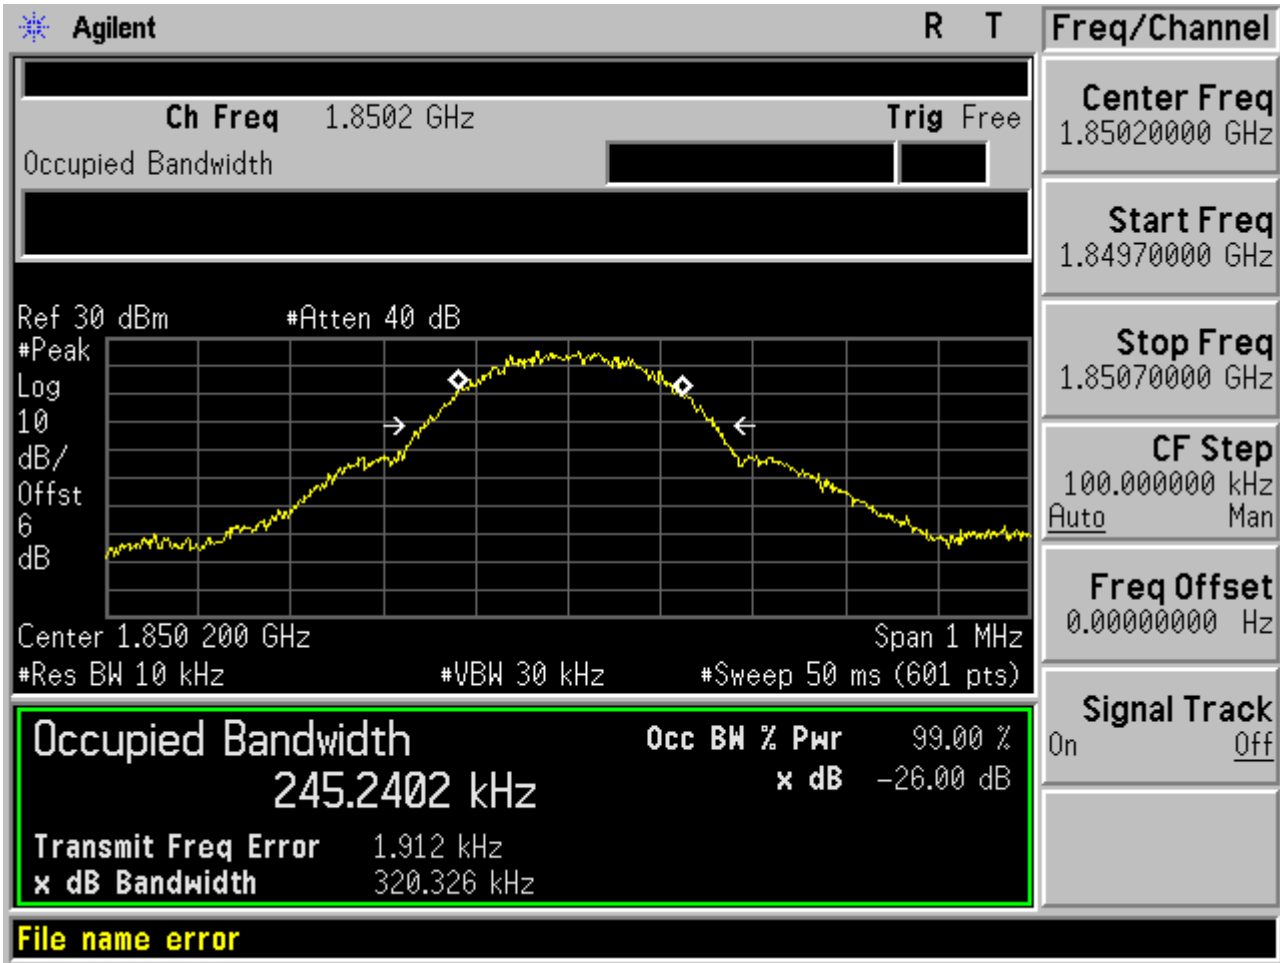 Agilent R T
Ch Freq 1.8502 GHz Trig Free
Occupied Bandwidth
Ref 30 dBm #Atten 40 dB
#Peak
Log
10
dB/
Offst
6
dB
Center 1.850 200 GHz Span 1 MHz
#Res BW 10 kHz #VBW 30 kHz #Sweep 50 ms (601 pts)
Occupied Bandwidth Occ BW % Pwr 99.00 %
245.2402 kHz x dB -26.00 dB
Transmit Freq Error 1.912 kHz
x dB Bandwidth 320.326 kHz
File name error
Freq/Channel
Center Freq
1.85020000 GHz
Start Freq
1.84970000 GHz
Stop Freq
1.85070000 GHz
CF Step
100.000000 kHz
Auto Man
Freq Offset
0.00000000 Hz
Signal Track
On Off